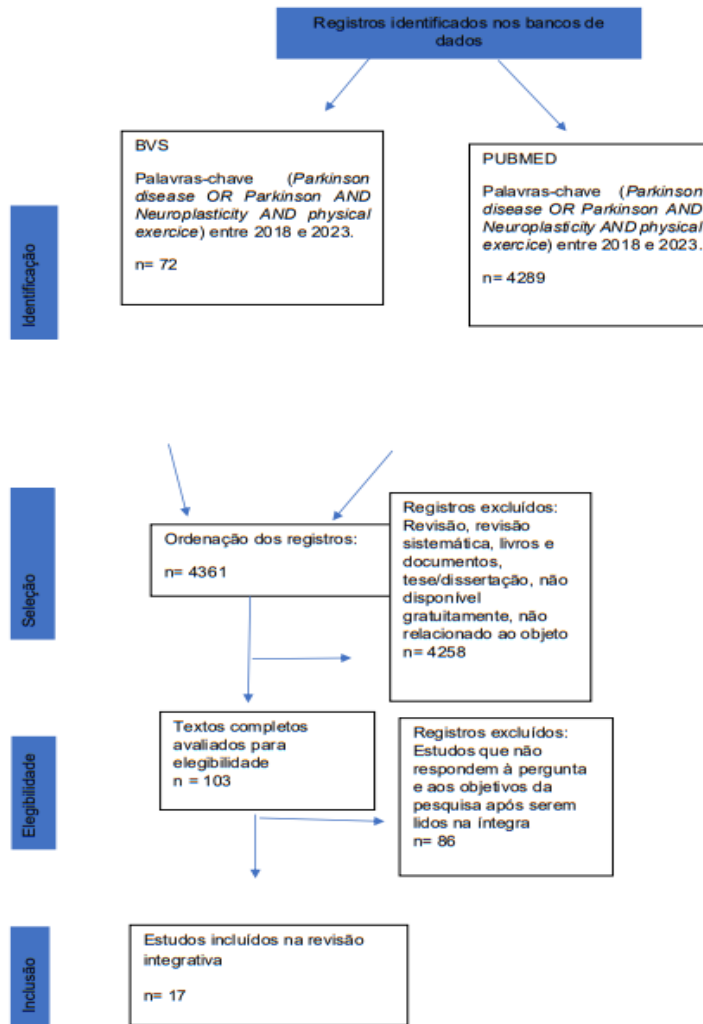 Registros identificados nos bancos de
dados
Identificação
BVS
Palavras-chave (Parkinson
disease OR Parkinson AND
Neuroplasticity AND physical
exercice) entre 2018 e 2023.
n= 72
PUBMED
Palavras-chave (Parkinson
disease OR Parkinson AND
Neuroplasticity AND physical
exercice) entre 2018 e 2023.
n= 4289
Seleção
Ordenação dos registros:
n= 4361
Registros excluídos:
Revisão, revisão
sistemática, livros e
documentos,
tese/dissertação, não
disponível
gratuitamente, não
relacionado ao objeto
n= 4258
Elegibilidade
Textos completos
avaliados para
elegebilidade
n = 103
Registros excluídos:
Estudos que não
respondem à pergunta
e aos objetivos da
pesquisa após serem
lidos na íntegra
n= 86
Inclusão
Estudos incluídos na revisão
integrativa
n= 17